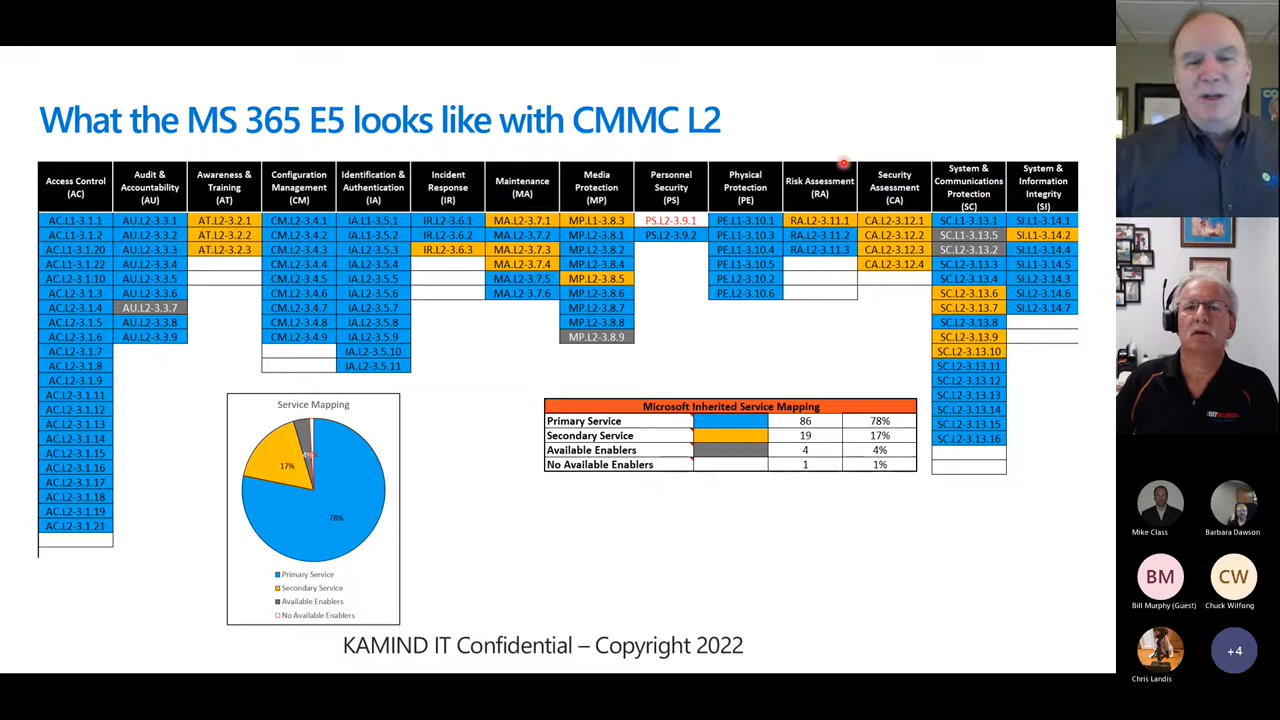 What the MS 365 E5 looks like with CMMC L2
Access Control (AC)
AC.L1-3.1.1
AC.L1-3.1.2
AC.L1-3.1.20
AC.L1-3.1.22
AC.L2-3.1.10
AC.L2-3.1.3
AC.L2-3.1.4
AC.L2-3.1.5
AC.L2-3.1.6
AC.L2-3.1.7
AC.L2-3.1.8
AC.L2-3.1.9
AC.L2-3.1.11
AC.L2-3.1.12
AC.L2-3.1.13
AC.L2-3.1.14
AC.L2-3.1.15
AC.L2-3.1.16
AC.L2-3.1.17
AC.L2-3.1.18
AC.L2-3.1.19
AC.L2-3.1.21
Audit &
Accountability
(AU)
AU.L2-3.3.1
AU.L2-3.3.2
AU.L2-3.3.3
AU.L2-3.3.4
AU.L2-3.3.5
AU.L2-3.3.6
AU.L2-3.3.7
AU.L2-3.3.8
AU.L2-3.3.9
Awareness &
Training
(AT)
AT.L2-3.2.1
AT.L2-3.2.2
AT.L2-3.2.3
Configuration
Management
(CM)
CM.L2-3.4.1
CM.L2-3.4.2
CM.L2-3.4.3
CM.L2-3.4.4
CM.L2-3.4.5
CM.L2-3.4.6
CM.L2-3.4.7
CM.L2-3.4.8
CM.L2-3.4.9
Identification &
Authentication
(IA)
IA.L1-3.5.1
IA.L1-3.5.2
IA.L2-3.5.3
IA.L2-3.5.4
IA.L2-3.5.5
IA.L2-3.5.6
IA.L2-3.5.7
IA.L2-3.5.8
IA.L2-3.5.9
IA.L2-3.5.10
IA.L2-3.5.11
Incident
Response
(IR)
IR.L2-3.6.1
IR.L2-3.6.2
IR.L2-3.6.3
Maintenance
(MA)
MA.L2-3.7.1
MA.L2-3.7.2
MA.L2-3.7.3
MA.L2-3.7.4
MA.L2-3.7.5
MA.L2-3.7.6
Media
Protection
(MP)
MP.L1-3.8.3
MP.L2-3.8.1
MP.L2-3.8.2
MP.L2-3.8.4
MP.L2-3.8.5
MP.L2-3.8.6
MP.L2-3.8.7
MP.L2-3.8.8
MP.L2-3.8.9
Personnel
Security
(PS)
PS.L2-3.9.1
PS.L2-3.9.2
Physical
Protection
(PE)
PE.L1-3.10.1
PE.L1-3.10.3
PE.L1-3.10.4
PE.L1-3.10.5
PE.L2-3.10.2
PE.L2-3.10.6
Risk Assessment
(RA)
RA.L2-3.11.1
RA.L2-3.11.2
RA.L2-3.11.3
Security
Assessment
(CA)
CA.L2-3.12.1
CA.L2-3.12.2
CA.L2-3.12.3
CA.L2-3.12.4
System &
Communications
Protection
(SC)
SC.L1-3.13.1
SC.L1-3.13.5
SC.L2-3.13.2
SC.L2-3.13.3
SC.L2-3.13.4
SC.L2-3.13.6
SC.L2-3.13.7
SC.L2-3.13.8
SC.L2-3.13.9
SC.L2-3.13.10
SC.L2-3.13.11
SC.L2-3.13.12
SC.L2-3.13.13
SC.L2-3.13.14
SC.L2-3.13.15
SC.L2-3.13.16
System &
Information
Integrity
(SI)
SI.L1-3.14.1
SI.L1-3.14.2
SI.L1-3.14.4
SI.L1-3.14.5
SI.L2-3.14.3
SI.L2-3.14.6
SI.L2-3.14.7
Service Mapping
4%
17%
78%
Primary Service
Secondary Service
Available Enablers
No Available Enablers
Microsoft Inherited Service Mapping
Primary Service 86 78%
Secondary Service 19 17%
Available Enablers 4 4%
No Available Enablers 1 1%
KAMIND IT Confidential – Copyright 2022
Mike Class
Barbara Dawson
BM
CW
Bill Murphy (Guest)
Chuck Wilfong
+4
Chris Landis